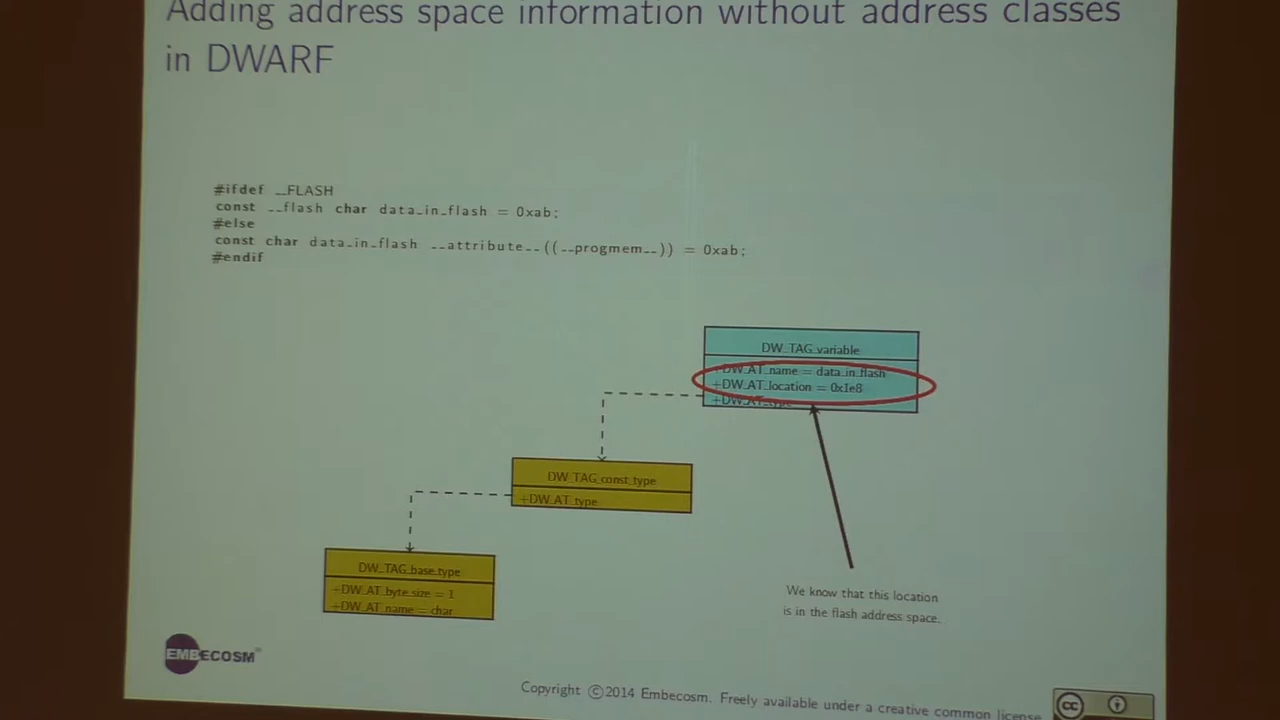 Adding address space information without address classes
in DWARF
#ifdef __FLASH
const __flash char data_in_flash = 0xab;
#else
const char data_in_flash __attribute__((__progmem__)) = 0xab;
#endif
DW_TAG_variable
+DW_AT_name = data_in_flash
+DW_AT_location = 0x1e8
+DW_AT_type
DW_TAG_const_type
+DW_AT_type
DW_TAG_base_type
+DW_AT_byte_size = 1
+DW_AT_name = char
We know that this location
is in the flash address space.
EMBECOSM
Copyright ©2014 Embecosm. Freely available under a creative common license
cc